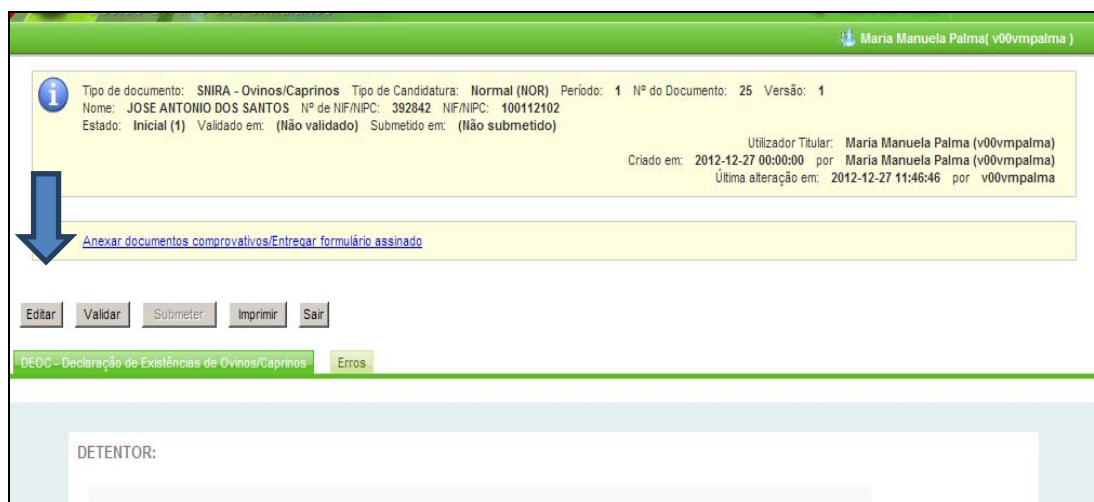 Maria Manuela Palma( v00vmpalma )
Tipo de documento: SNIRA - Ovinos/Caprinos Tipo de Candidatura: Normal (NOR) Período: 1 Nº do Documento: 25 Versão: 1
Nome: JOSE ANTONIO DOS SANTOS Nº de NIF/NIPC: 392842 NIF/NIPC: 100112102
Estado: Inicial (1) Validado em: (Não validado) Submetido em: (Não submetido)
Utilizador Titular: Maria Manuela Palma (v00vmpalma)
Criado em: 2012-12-27 00:00:00 por Maria Manuela Palma (v00vmpalma)
Última alteração em: 2012-12-27 11:46:46 por v00vmpalma
Anexar documentos comprovativos/Entregar formulário assinado
Editar Validar Submeter Imprimir Sair
DEOC - Declaração de Existências de Ovinos/Caprinos Erros
DETENTOR: